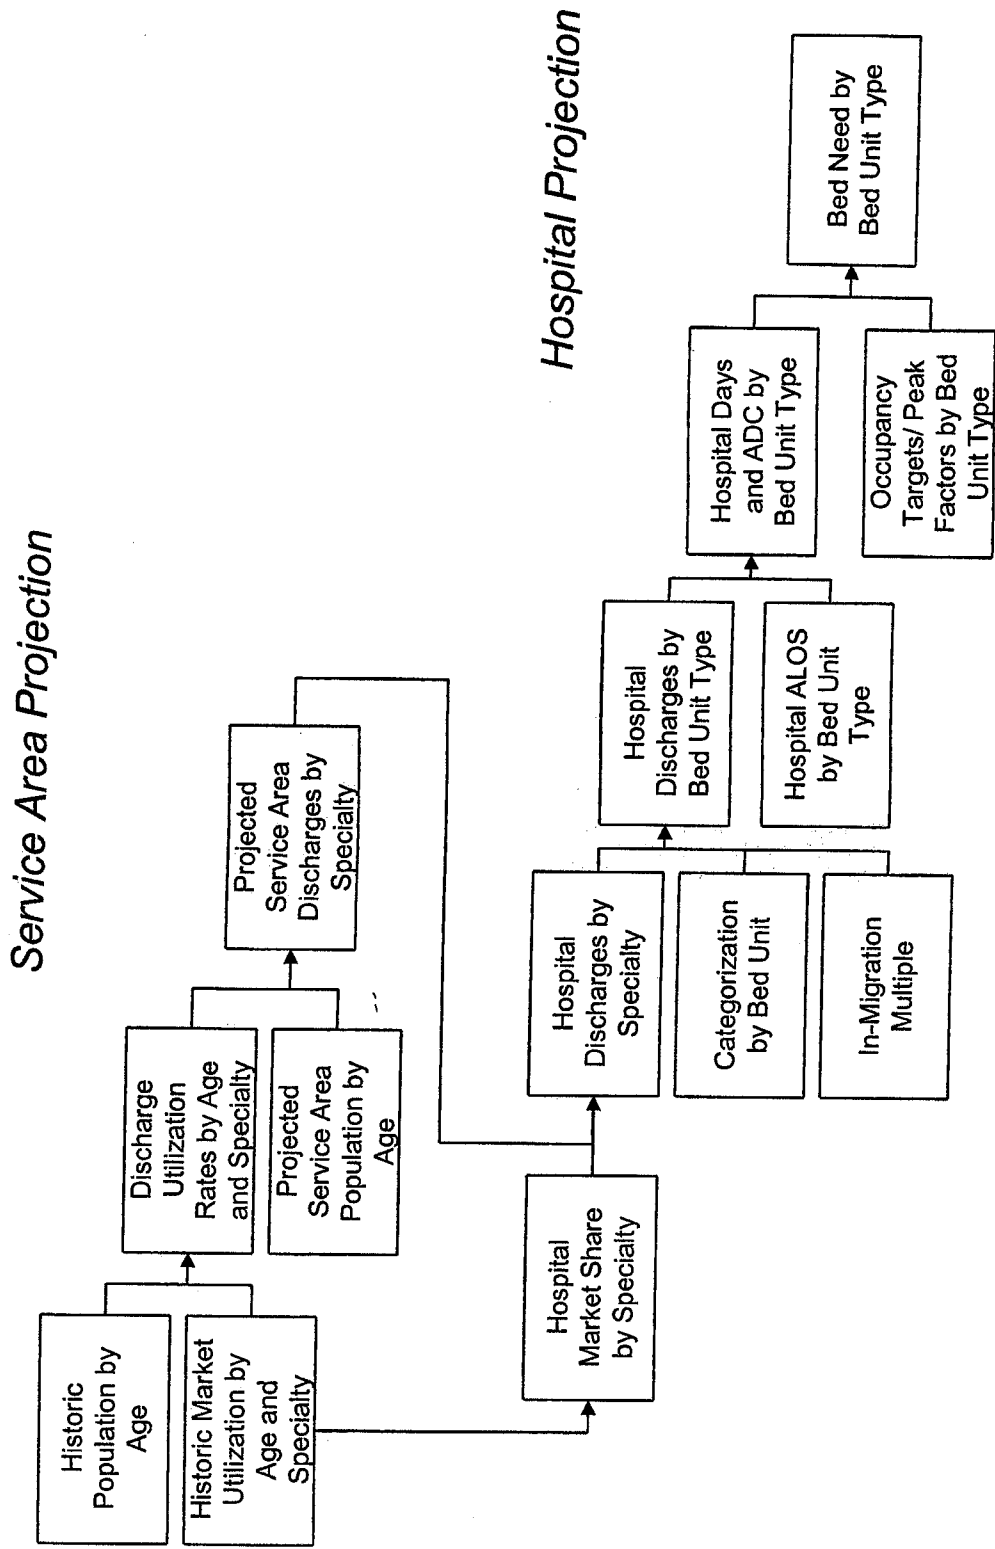 Service Area Projection
Historic
Population by
Age
Historic Market
Utilization by
Age and
Specialty
Discharge
Utilization
Rates by Age
and Specialty
Projected
Service Area
Population by
Age
Projected
Service Area
Discharges by
Specialty
Hospital Projection
Hospital
Market Share
by Specialty
Hospital
Discharges by
Specialty
Categorization
by Bed Unit
In-Migration
Multiple
Hospital
Discharges by
Bed Unit Type
Hospital ALOS
by Bed Unit
Type
Hospital Days
and ADC by
Bed Unit Type
Occupancy
Targets/ Peak
Factors by Bed
Unit Type
Bed Need by
Bed Unit Type